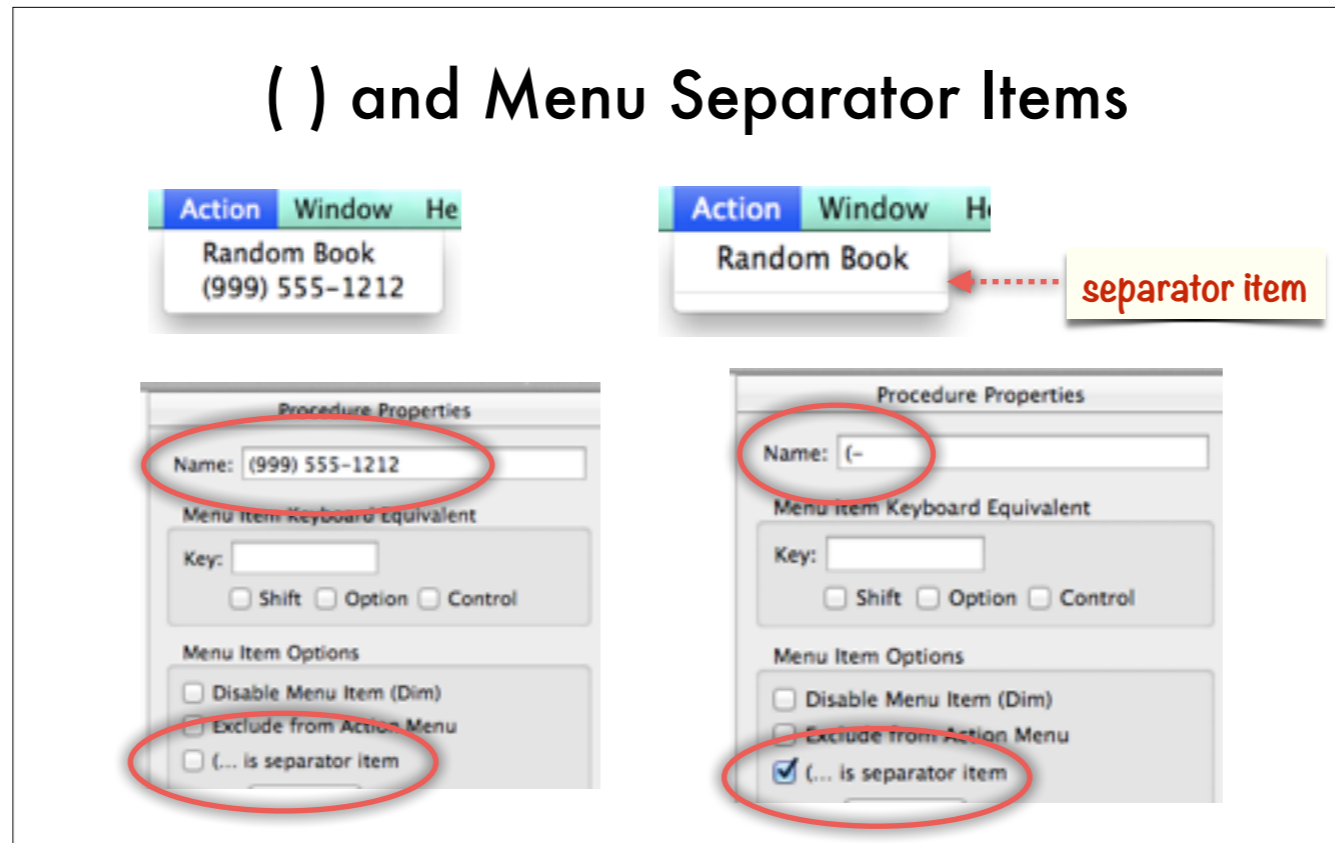 ( ) and Menu Separator Items
Action Window He
Random Book
(999) 555-1212
Action Window
Random Book
separator item
Procedure Properties
Name: (999) 555-1212
Menu Item Keyboard Equivalent
Key:
Shift Option Control
Menu Item Options
Disable Menu Item (Dim)
Exclude from Action Menu
(... is separator item
Procedure Properties
Name: (-
Menu Item Keyboard Equivalent
Key:
Shift Option Control
Menu Item Options
Disable Menu Item (Dim)
Exclude from Action Menu
(... is separator item